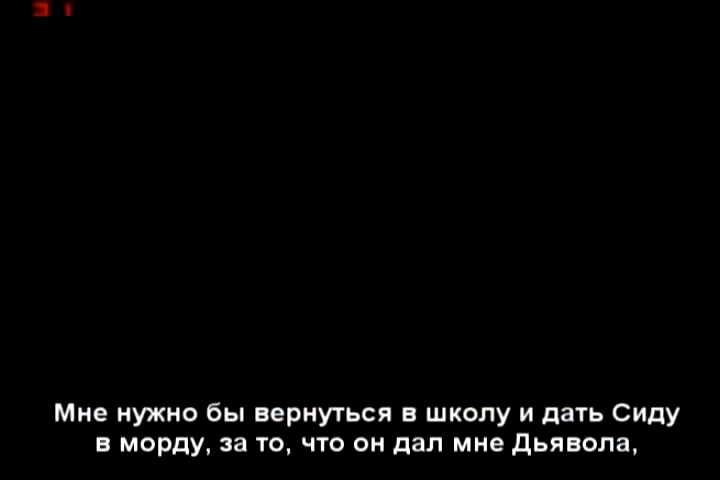 Мне нужно бы вернуться в школу и дать Сиду
в морду, за то, что он дал мне Дьявола,